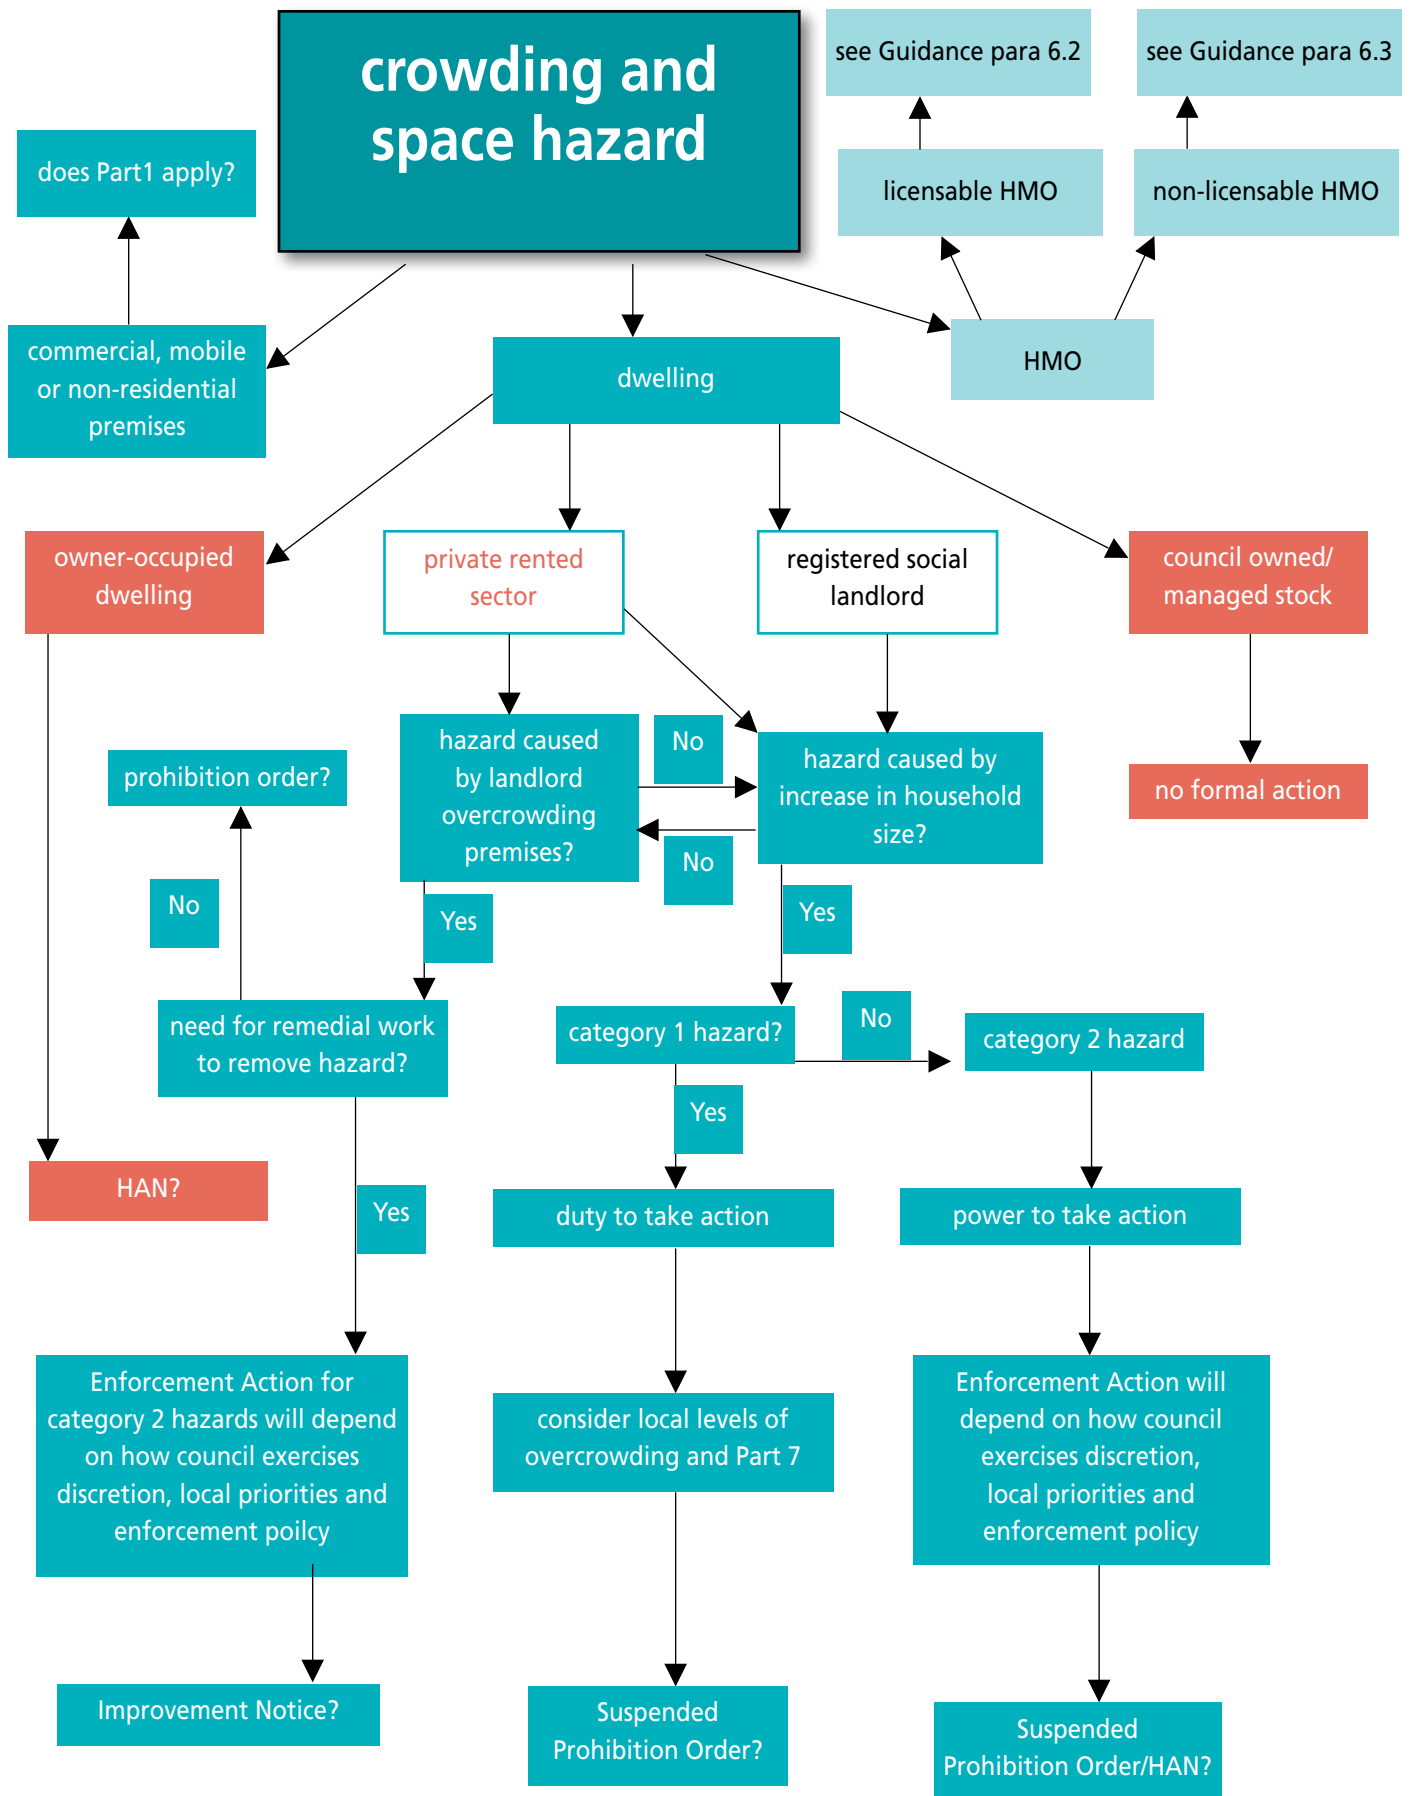 crowding and
space hazard
see Guidance para 6.2
see Guidance para 6.3
does Part1 apply?
licensable HMO
non-licensable HMO
commercial, mobile
or non-residential
premises
dwelling
HMO
owner-occupied
dwelling
private rented
sector
registered social
landlord
council owned/
managed stock
hazard caused
by landlord
overcrowding
premises?
No
No
hazard caused by
increase in household
size?
no formal action
prohibition order?
No
Yes
Yes
need for remedial work
to remove hazard?
category 1 hazard?
No
category 2 hazard
Yes
HAN?
Yes
duty to take action
power to take action
Enforcement Action for
category 2 hazards will depend
on how council exercises
discretion, local priorities and
enforcement poilcy
consider local levels of
overcrowding and Part 7
Enforcement Action will
depend on how council
exercises discretion,
local priorities and
enforcement policy
Improvement Notice?
Suspended
Prohibition Order?
Suspended
Prohibition Order/HAN?